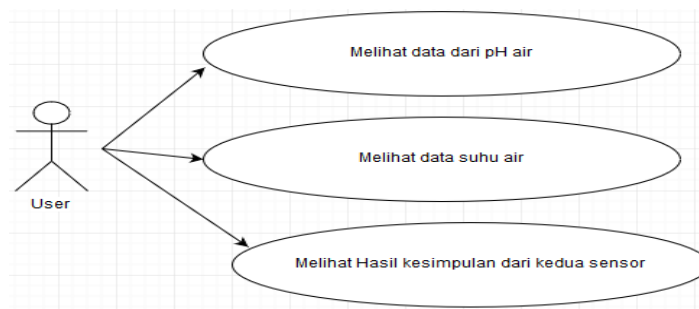 Melihat data dari pH air
Melihat data suhu air
User
Melihat Hasil kesimpulan dari kedua sensor